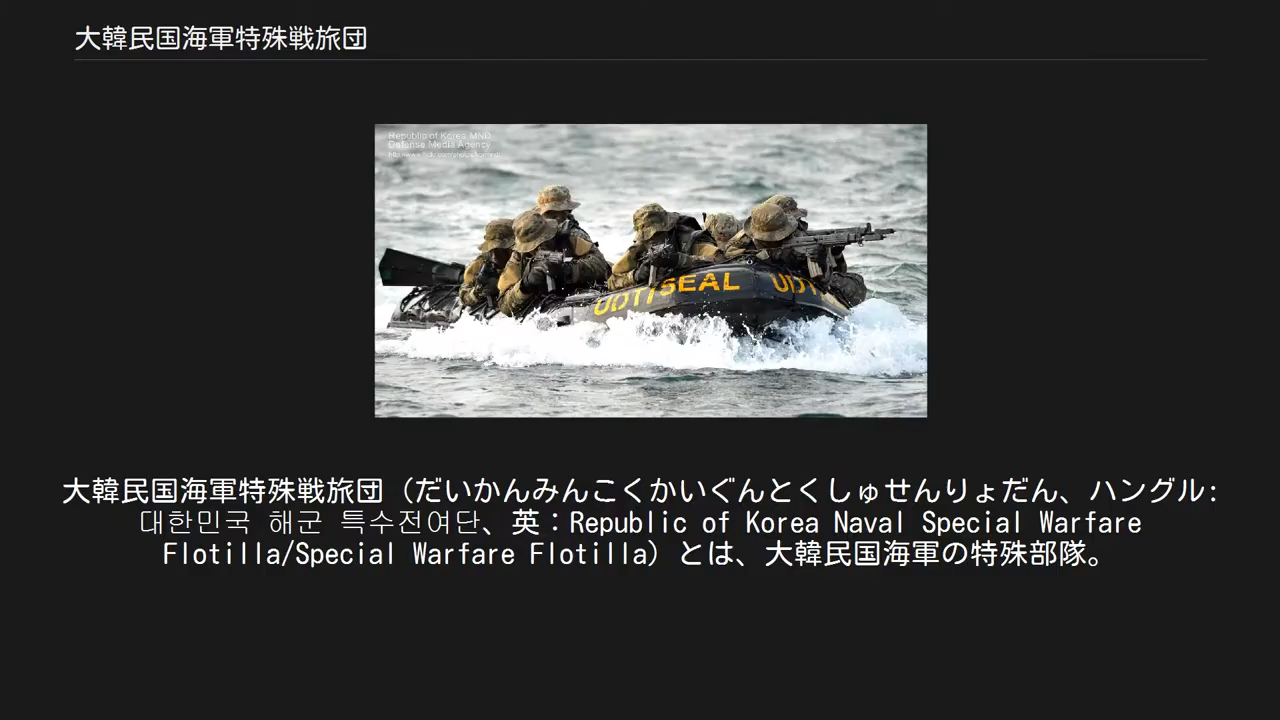 大韓民国海軍特殊戦旅団
Republic of Korea MND
Defense Media Agency
UDT/SEAL UDT
大韓民国海軍特殊戦旅団（だいかんみんこくかいぐんとくしゅせんりょだん、ハングル:
대한민국 해군 특수전여단、英：Republic of Korea Naval Special Warfare
Flotilla/Special Warfare Flotilla）とは、大韓民国海軍の特殊部隊。